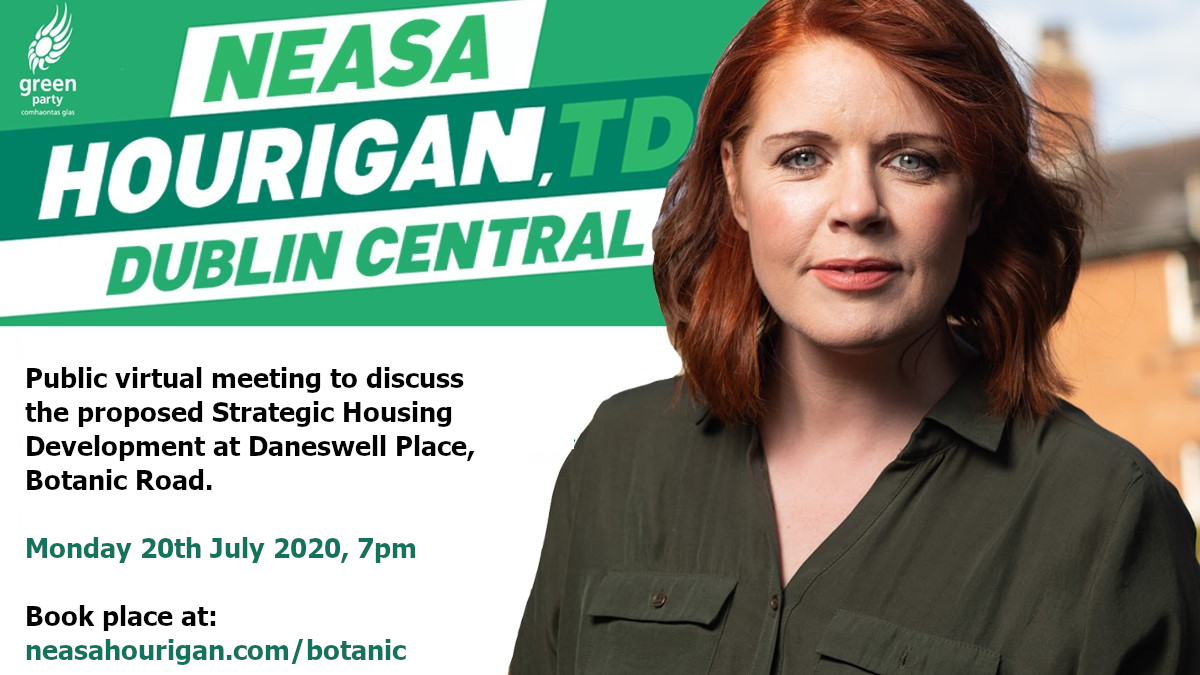 green
party
comhaontas glas
NEASA
HOURIGAN, TD
DUBLIN CENTRAL
Public virtual meeting to discuss
the proposed Strategic Housing
Development at Daneswell Place,
Botanic Road.
Monday 20th July 2020, 7pm
Book place at:
neasahourigan.com/botanic